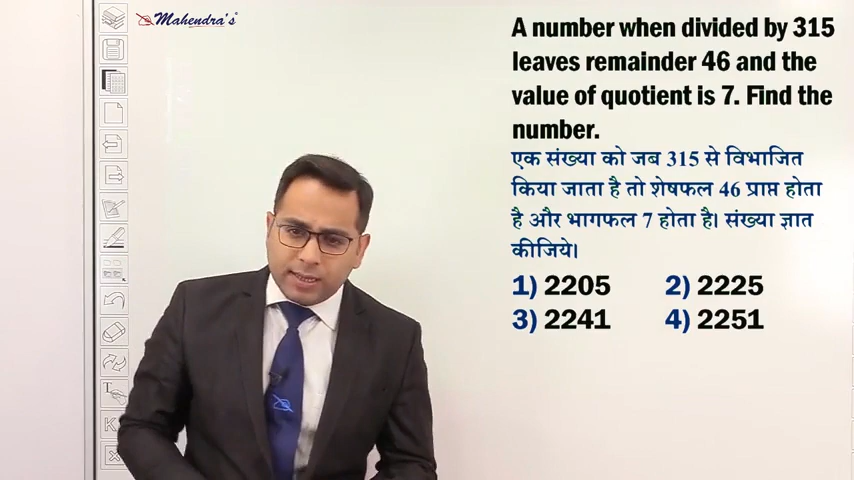 Mahendra's
A number when divided by 315
leaves remainder 46 and the
value of quotient is 7. Find the
number.
एक संख्या को जब 315 से विभाजित
किया जाता है तो शेषफल 46 प्राप्त होता
है और भागफल 7 होता है। संख्या ज्ञात
कीजिये।
1) 2205 2) 2225
3) 2241 4) 2251